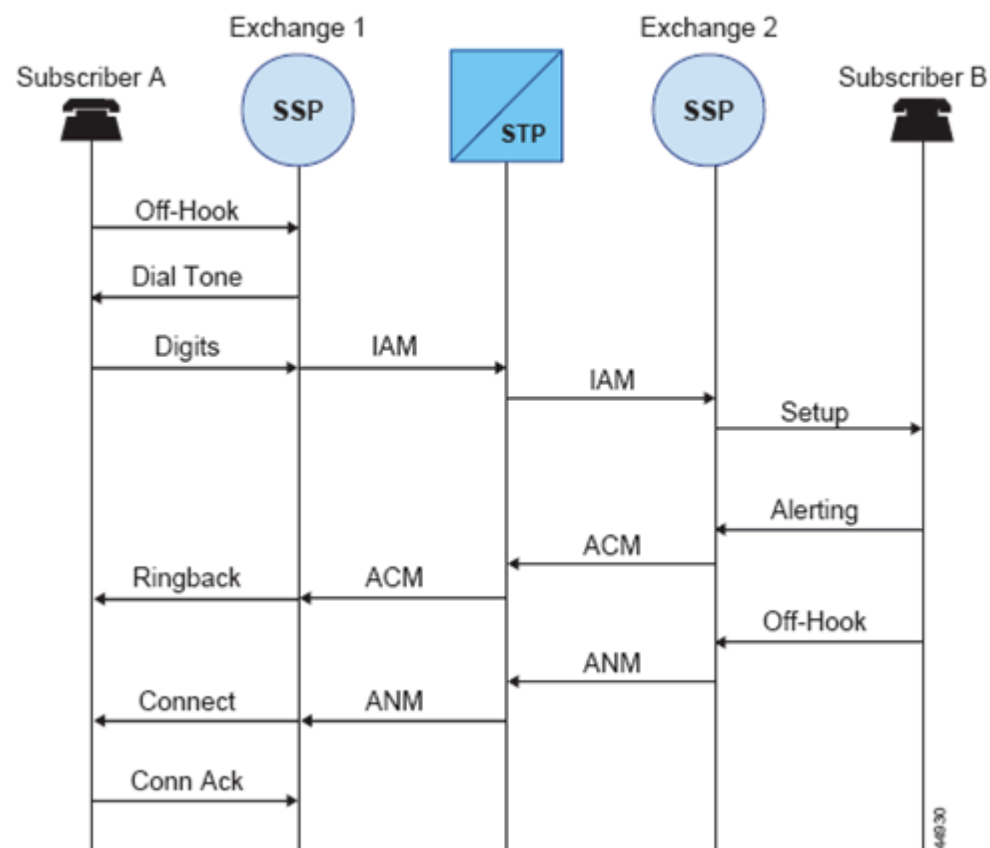 Exchange 1
Exchange 2
Subscriber A
Subscriber B
SSP
STP
SSP
Off-Hook
Dial Tone
Digits
IAM
IAM
Setup
Alerting
ACM
Ringback
ACM
Off-Hook
ANM
Connect
ANM
Conn Ack
44930